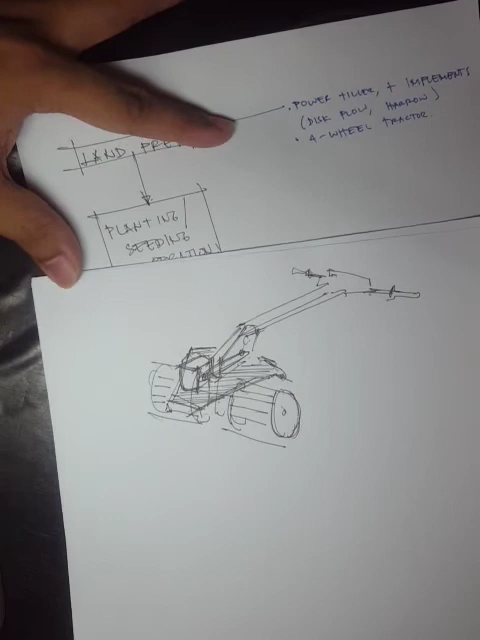 • POWER TILLER, + IMPLEMENTS
(DISK PLOW, HARROW)
• 4-WHEEL TRACTOR.
LAND PRE
PLANTING/
SEEDING